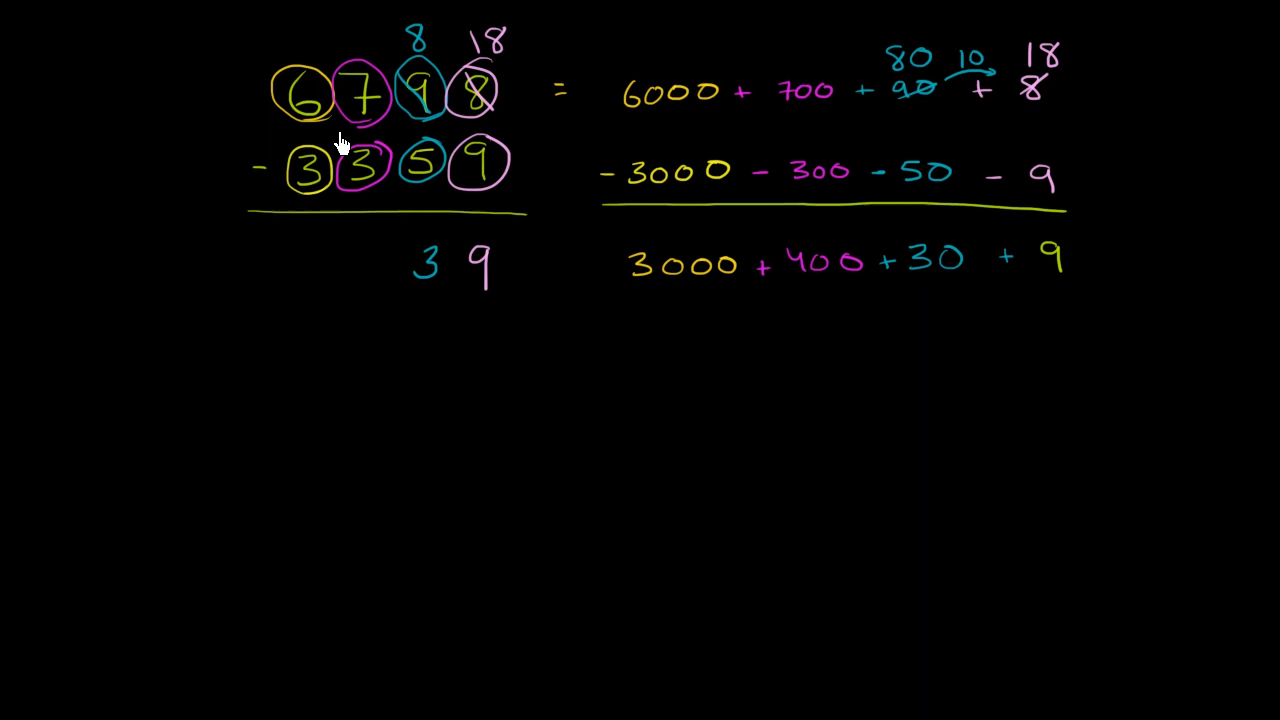 8 18 80 10 18
6 7 9 8 = 6000 + 700 + 90 + 8
- 3 3 5 9 - 3000 - 300 - 50 - 9
3 9 3000 + 400 + 30 + 9